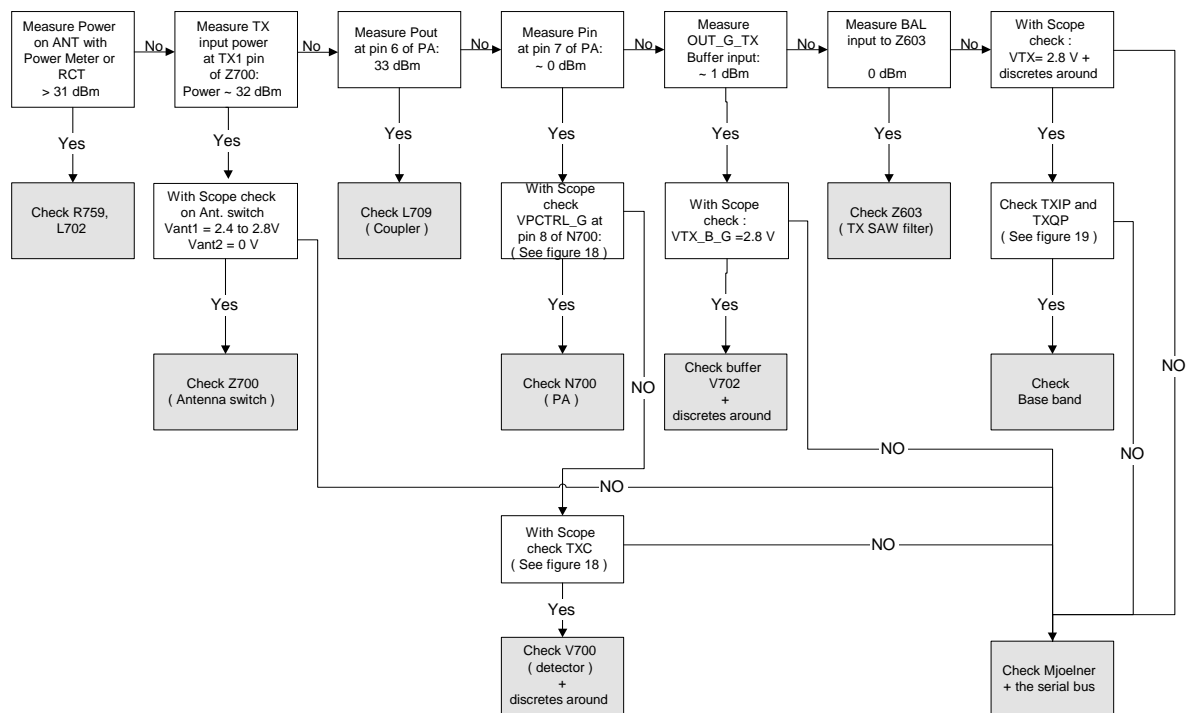 Measure Power
on ANT with
Power Meter or
RCT
> 31 dBm
No
Measure TX
input power
at TX1 pin
of Z700:
Power ~ 32 dBm
No
Measure Pout
at pin 6 of PA:
33 dBm
No
Measure Pin
at pin 7 of PA:
~ 0 dBm
No
Measure
OUT_G_TX
Buffer input:
~ 1 dBm
No
Measure BAL
input to Z603
0 dBm
No
With Scope
check :
VTX= 2.8 V +
discretes around
Yes
Yes
Yes
Yes
Yes
Yes
Yes
Check R759,
L702
With Scope check
on Ant. switch
Vant1 = 2.4 to 2.8V
Vant2 = 0 V
Check L709
( Coupler )
With Scope
check
VPCTRL_G at
pin 8 of N700:
( See figure 18 )
With Scope
check :
VTX_B_G =2.8 V
Check Z603
( TX SAW filter)
Check TXIP and
TXQP
( See figure 19 )
Yes
Yes
Yes
Yes
Check Z700
( Antenna switch )
Check N700
( PA )
NO
Check buffer
V702
+
discretes around
Check
Base band
NO
NO
NO
NO
With Scope
check TXC
( See figure 18 )
NO
Yes
Check V700
( detector )
+
discretes around
Check Mjoelner
+ the serial bus